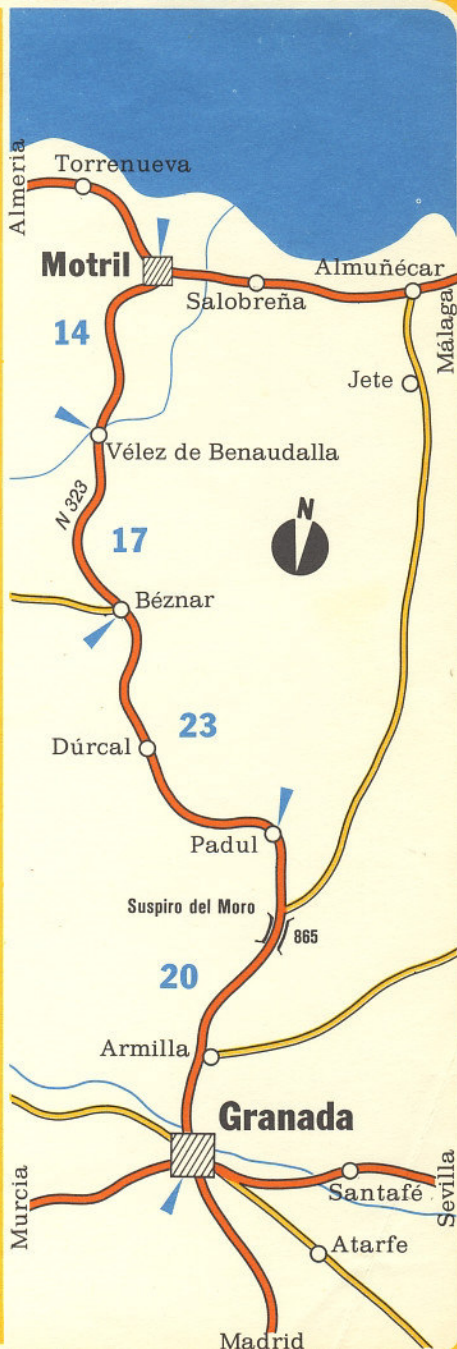 Almería
Torrenueva
Motril
Almuñécar
Salobreña
Málaga
14
Jete
Vélez de Benaudalla
N 323
N
17
Béznar
23
Dúrcal
Padul
Suspiro del Moro
865
20
Armilla
Granada
Murcia
Santafé
Sevilla
Atarfe
Madrid